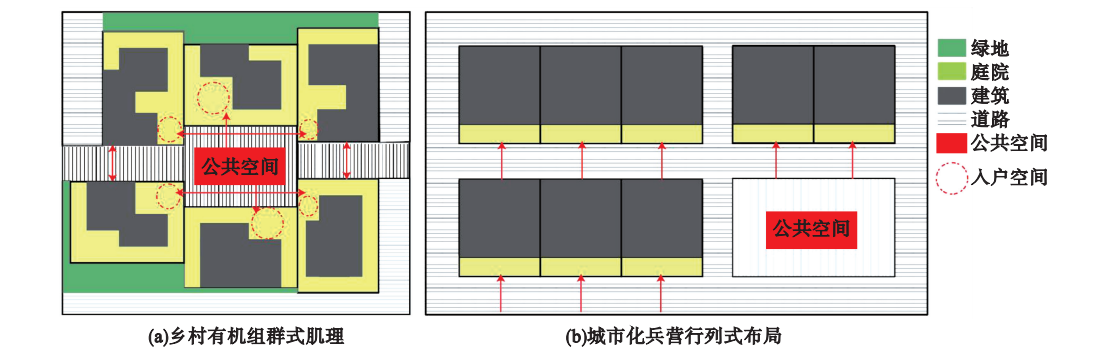 公共空间
(a)乡村有机组群式肌理
公共空间
(b)城市化兵营行列式布局
绿地
庭院
建筑
道路
公共空间
入户空间